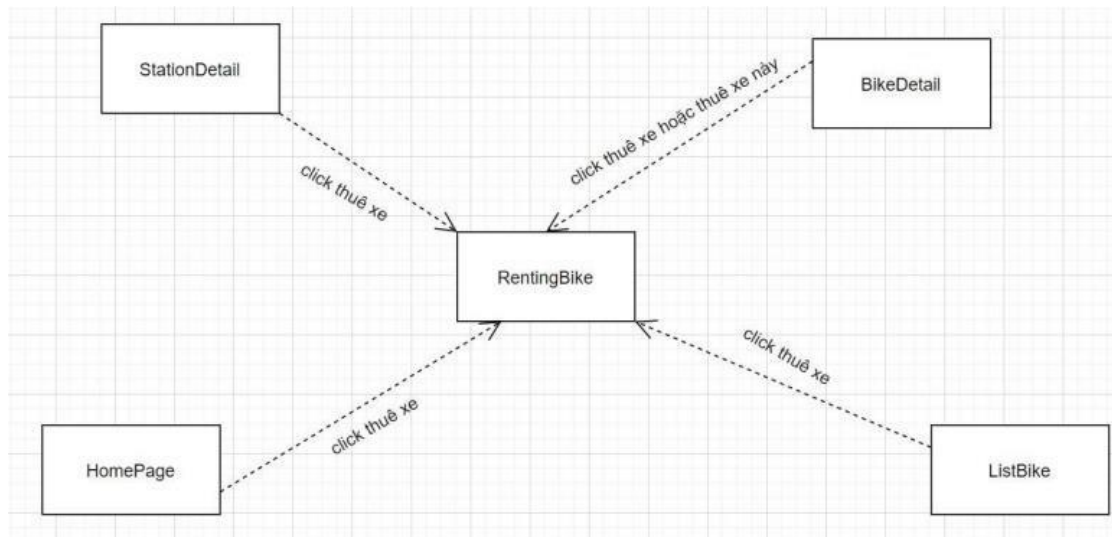 StationDetail
BikeDetail
click thuê xe hoặc thuê xe này
click thuê xe
RentingBike
click thuê xe
click thuê xe
HomePage
ListBike